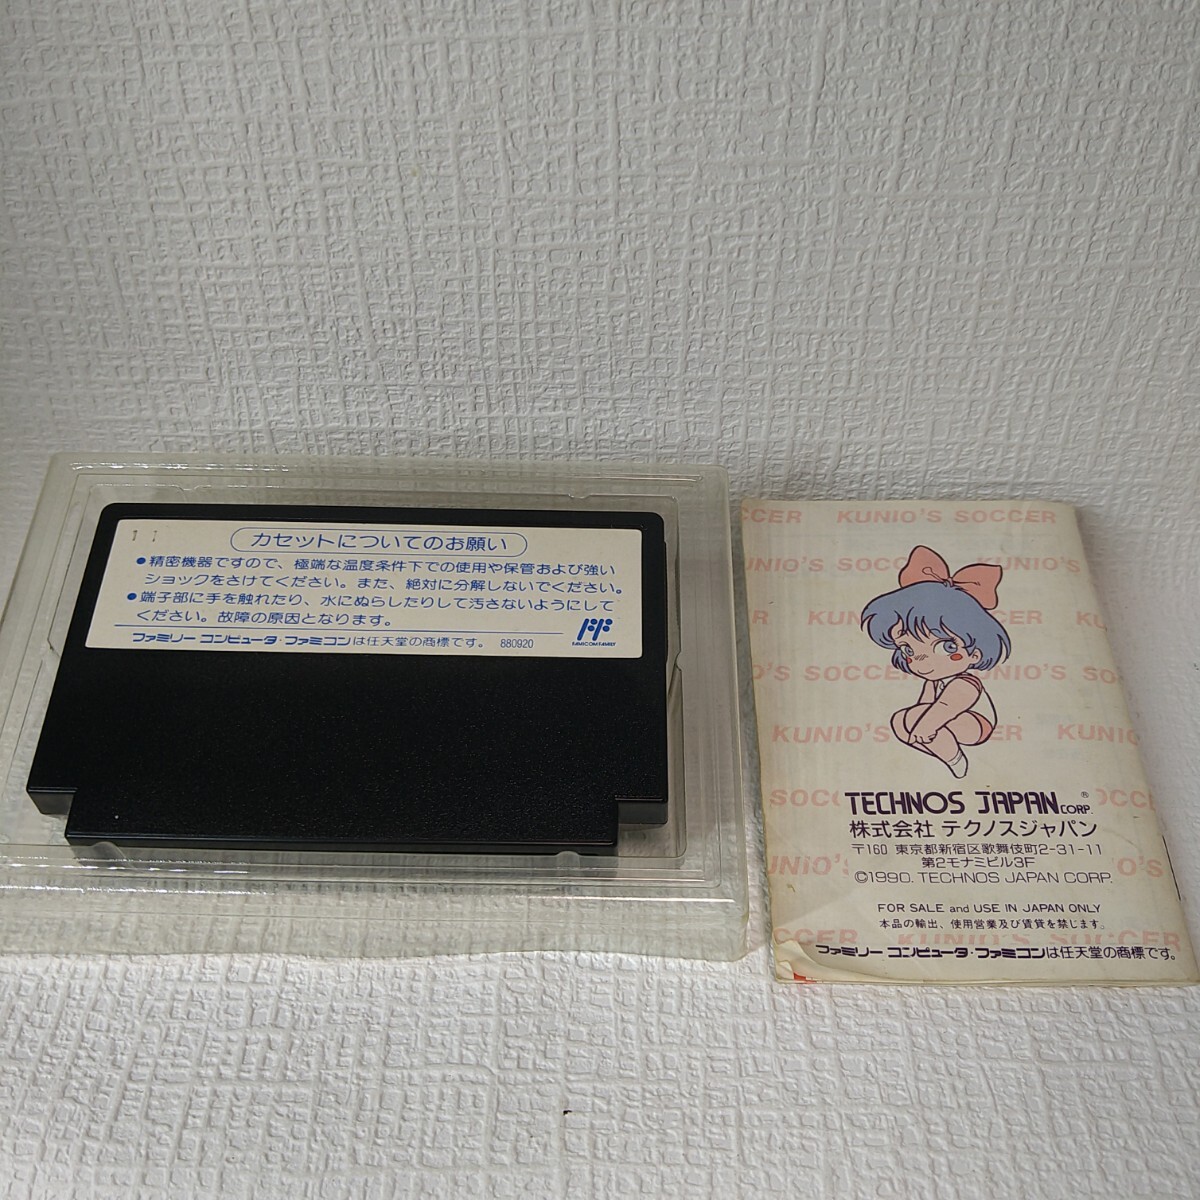 11
カセットについてのお願い
●精密機器ですので、極端な温度条件下での使用や保管および強い
ショックをさけてください。また、絶対に分解しないでください。
●端子部に手を触れたり、水にぬらしたりして汚さないようにして
ください。故障の原因となります。
ファミリー コンピュータ・ファミコンは任天堂の商標です。 880920
FAMICOM FAMILY
SOCCER KUNIO'S SOCCER
KUNIO'S SOCCER
KUNIO'S SOCCER KUNIO'S
SOCC
KUNIO'S SOCCER
TECHNOS JAPAN CORP. ®
株式会社 テクノスジャパン
〒160 東京都新宿区歌舞伎町2-31-11
第2モナミビル3F
©1990. TECHNOS JAPAN CORP.
FOR SALE and USE IN JAPAN ONLY
本品の輸出、使用営業及び賃貸を禁じます。
ファミリー コンピュータ・ファミコンは任天堂の商標です。